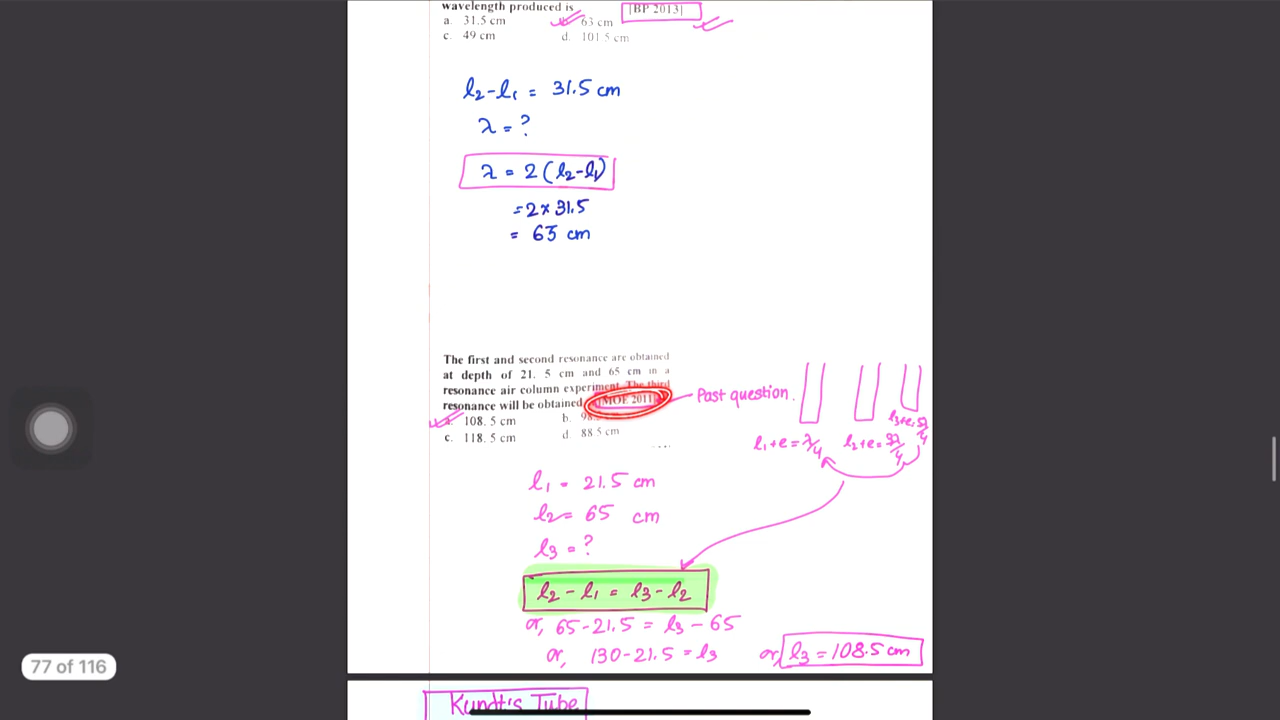 wavelength produced is [BP 2013]
a. 31.5 cm 63 cm
c. 49 cm d. 101 5 cm
l₂-l₁ = 31.5 cm
λ = ?
λ = 2 (l₂-l₁)
= 2 x 31.5
= 63 cm
The first and second resonance are obtained
at depth of 21. 5 cm and 65 cm in a
resonance air column experiment. The third
resonance will be obtained [MOE 2011] Past question.
108. 5 cm b. 98.
c. 118. 5 cm d. 88 5 cm
l₁+e = λ/4 l₂+e = 3λ/4 l₃+e = 5λ/4
l₁ = 21.5 cm
l₂ = 65 cm
l₃ = ?
l₂ - l₁ = l₃ - l₂
or, 65 - 21.5 = l₃ - 65
or, 130 - 21.5 = l₃ or, l₃ = 108.5 cm
77 of 116
Kundt's Tube